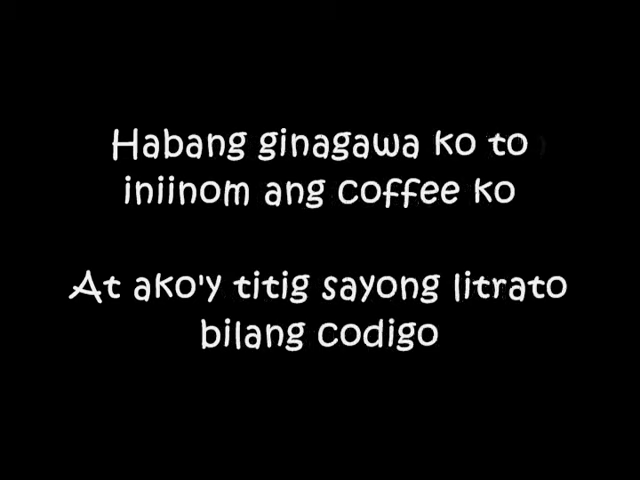 Habang ginagawa ko to
iniinom ang coffee ko
At ako'y titig sayong litrato
bilang codigo